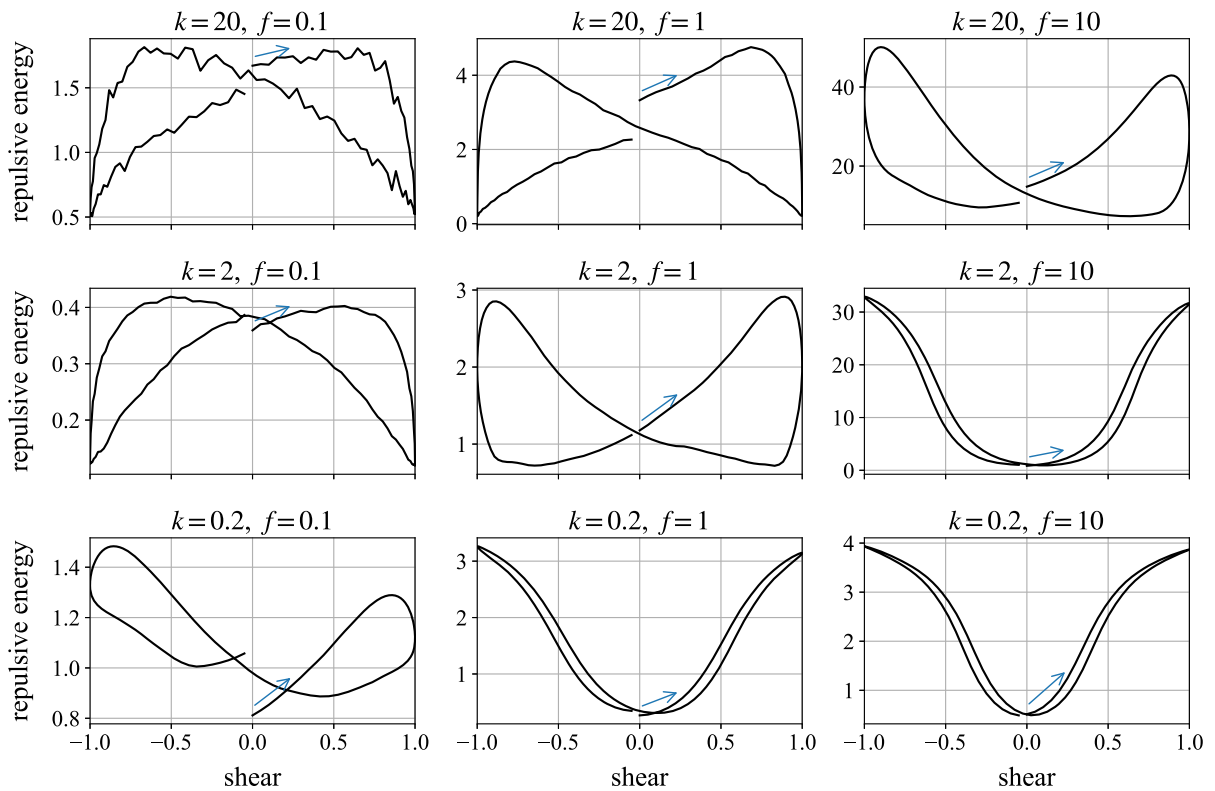 k = 20, f = 0.1
k = 20, f = 1
k = 20, f = 10
repulsive energy
1.5
1.0
0.5
4
2
0
40
20
k = 2, f = 0.1
k = 2, f = 1
k = 2, f = 10
repulsive energy
0.4
0.3
0.2
3
2
1
30
20
10
0
k = 0.2, f = 0.1
k = 0.2, f = 1
k = 0.2, f = 10
repulsive energy
1.4
1.2
1.0
0.8
3
2
1
4
3
2
1
−1.0 −0.5 0.0 0.5 1.0
−1.0 −0.5 0.0 0.5 1.0
−1.0 −0.5 0.0 0.5 1.0
shear
shear
shear